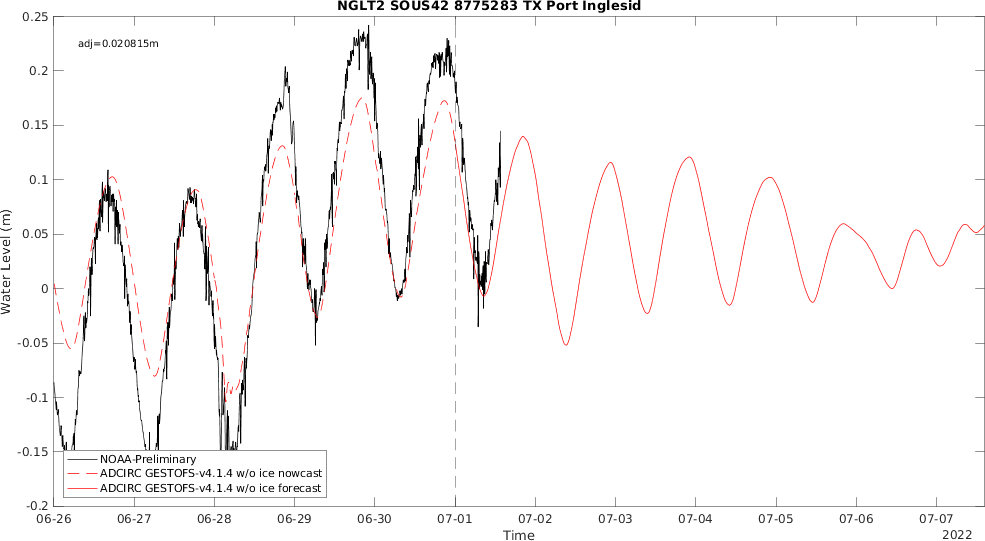 NGLT2 SOUS42 8775283 TX Port Inglesid
adj=0.020815m
0.25
0.2
0.15
0.1
0.05
0
-0.05
-0.1
-0.15
-0.2
Water Level (m)
NOAA-Preliminary
ADCIRC GESTOFS-v4.1.4 w/o ice nowcast
ADCIRC GESTOFS-v4.1.4 w/o ice forecast
06-26 06-27 06-28 06-29 06-30 07-01 07-02 07-03 07-04 07-05 07-06 07-07
Time
2022